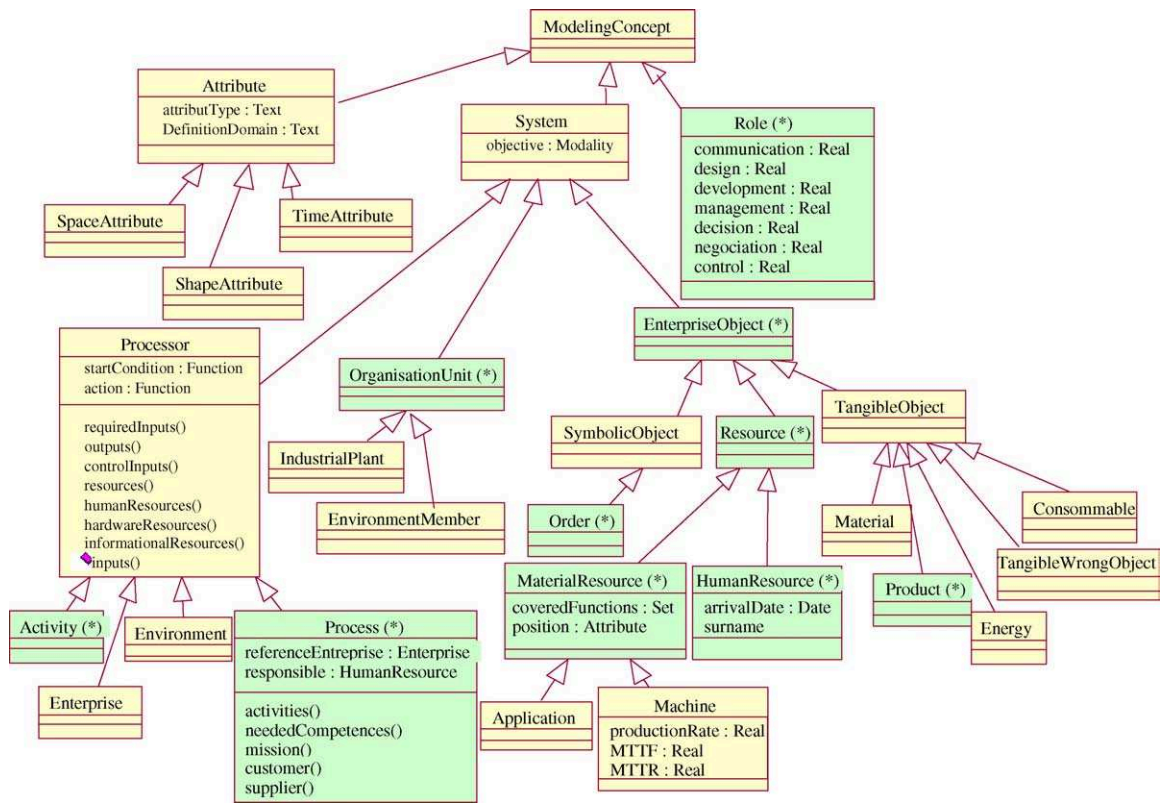 ModelingConcept
Attribute
attributType : Text
DefinitionDomain : Text
System
objective : Modality
Role (*)
communication : Real
design : Real
development : Real
management : Real
decision : Real
negociation : Real
control : Real
SpaceAttribute
TimeAttribute
ShapeAttribute
Processor
startCondition : Function
action : Function
requiredInputs()
outputs()
controlInputs()
resources()
humanResources()
hardwareResources()
informationalResources()
inputs()
OrganisationUnit (*)
IndustrialPlant
EnvironmentMember
EnterpriseObject (*)
SymbolicObject
Resource (*)
TangibleObject
Order (*)
Material
Consommable
TangibleWrongObject
Product (*)
Energy
MaterialResource (*)
coveredFunctions : Set
position : Attribute
HumanResource (*)
arrivalDate : Date
surname
Activity (*)
Environment
Enterprise
Process (*)
referenceEntreprise : Enterprise
responsible : HumanResource
activities()
neededCompetences()
mission()
customer()
supplier()
Application
Machine
productionRate : Real
MTTF : Real
MTTR : Real